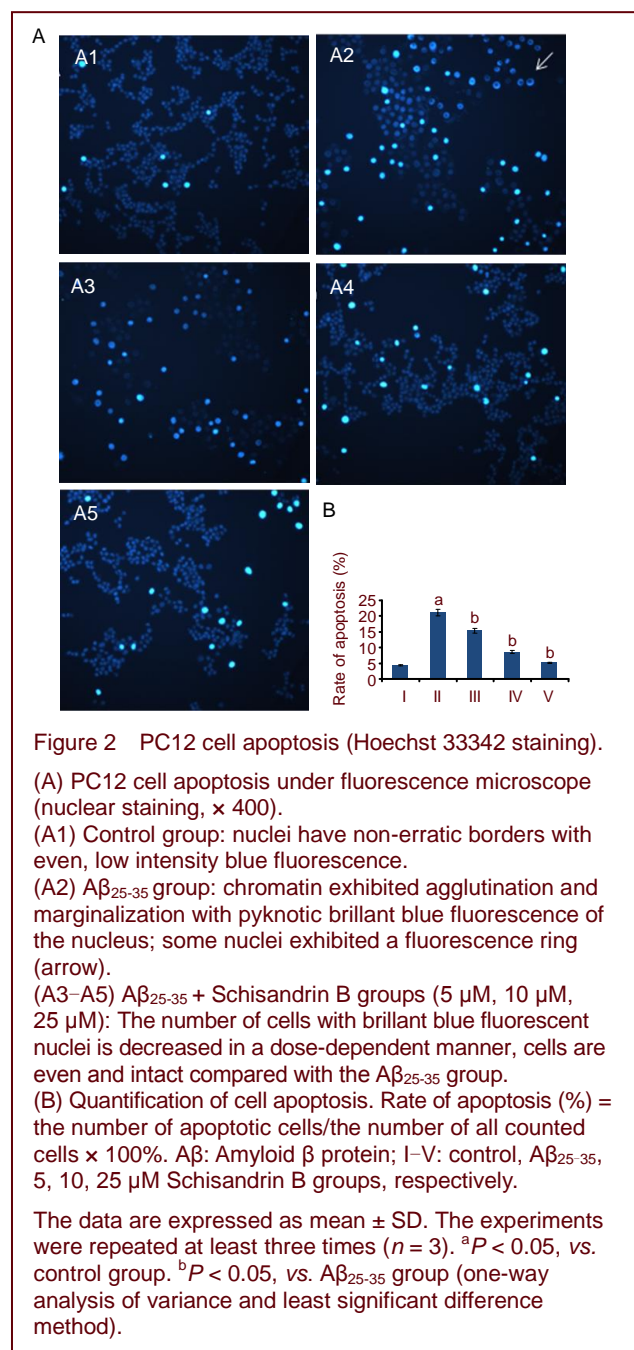 A
A1
A2
A3
A4
A5
B
Rate of apoptosis (%)
25
20
15
10
5
0
a
b
b
b
I
II
III
IV
V
Figure 2 PC12 cell apoptosis (Hoechst 33342 staining).
(A) PC12 cell apoptosis under fluorescence microscope
(nuclear staining, × 400).
(A1) Control group: nuclei have non-erratic borders with
even, low intensity blue fluorescence.
(A2) Aβ25-35 group: chromatin exhibited agglutination and
marginalization with pyknotic brillant blue fluorescence of
the nucleus; some nuclei exhibited a fluorescence ring
(arrow).
(A3–A5) Aβ25-35 + Schisandrin B groups (5 μM, 10 μM,
25 μM): The number of cells with brillant blue fluorescent
nuclei is decreased in a dose-dependent manner, cells are
even and intact compared with the Aβ25-35 group.
(B) Quantification of cell apoptosis. Rate of apoptosis (%) =
the number of apoptotic cells/the number of all counted
cells × 100%. Aβ: Amyloid β protein; I–V: control, Aβ25-35,
5, 10, 25 μM Schisandrin B groups, respectively.
The data are expressed as mean ± SD. The experiments
were repeated at least three times (n = 3). aP < 0.05, vs.
control group. bP < 0.05, vs. Aβ25-35 group (one-way
analysis of variance and least significant difference
method).